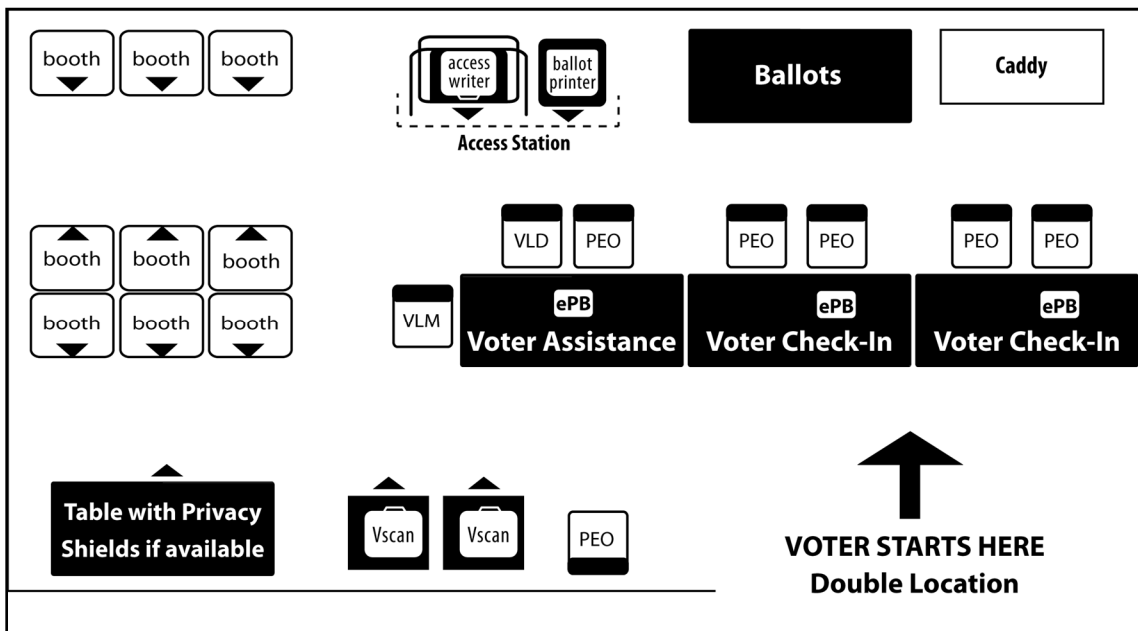 booth booth booth
access
writer
ballot
printer
Access Station
Ballots
Caddy
VLD PEO PEO PEO PEO PEO
booth booth booth
booth booth booth
VLM
ePB
Voter Assistance
ePB
Voter Check-In
ePB
Voter Check-In
Table with Privacy
Shields if available
Vscan Vscan
PEO
VOTER STARTS HERE
Double Location